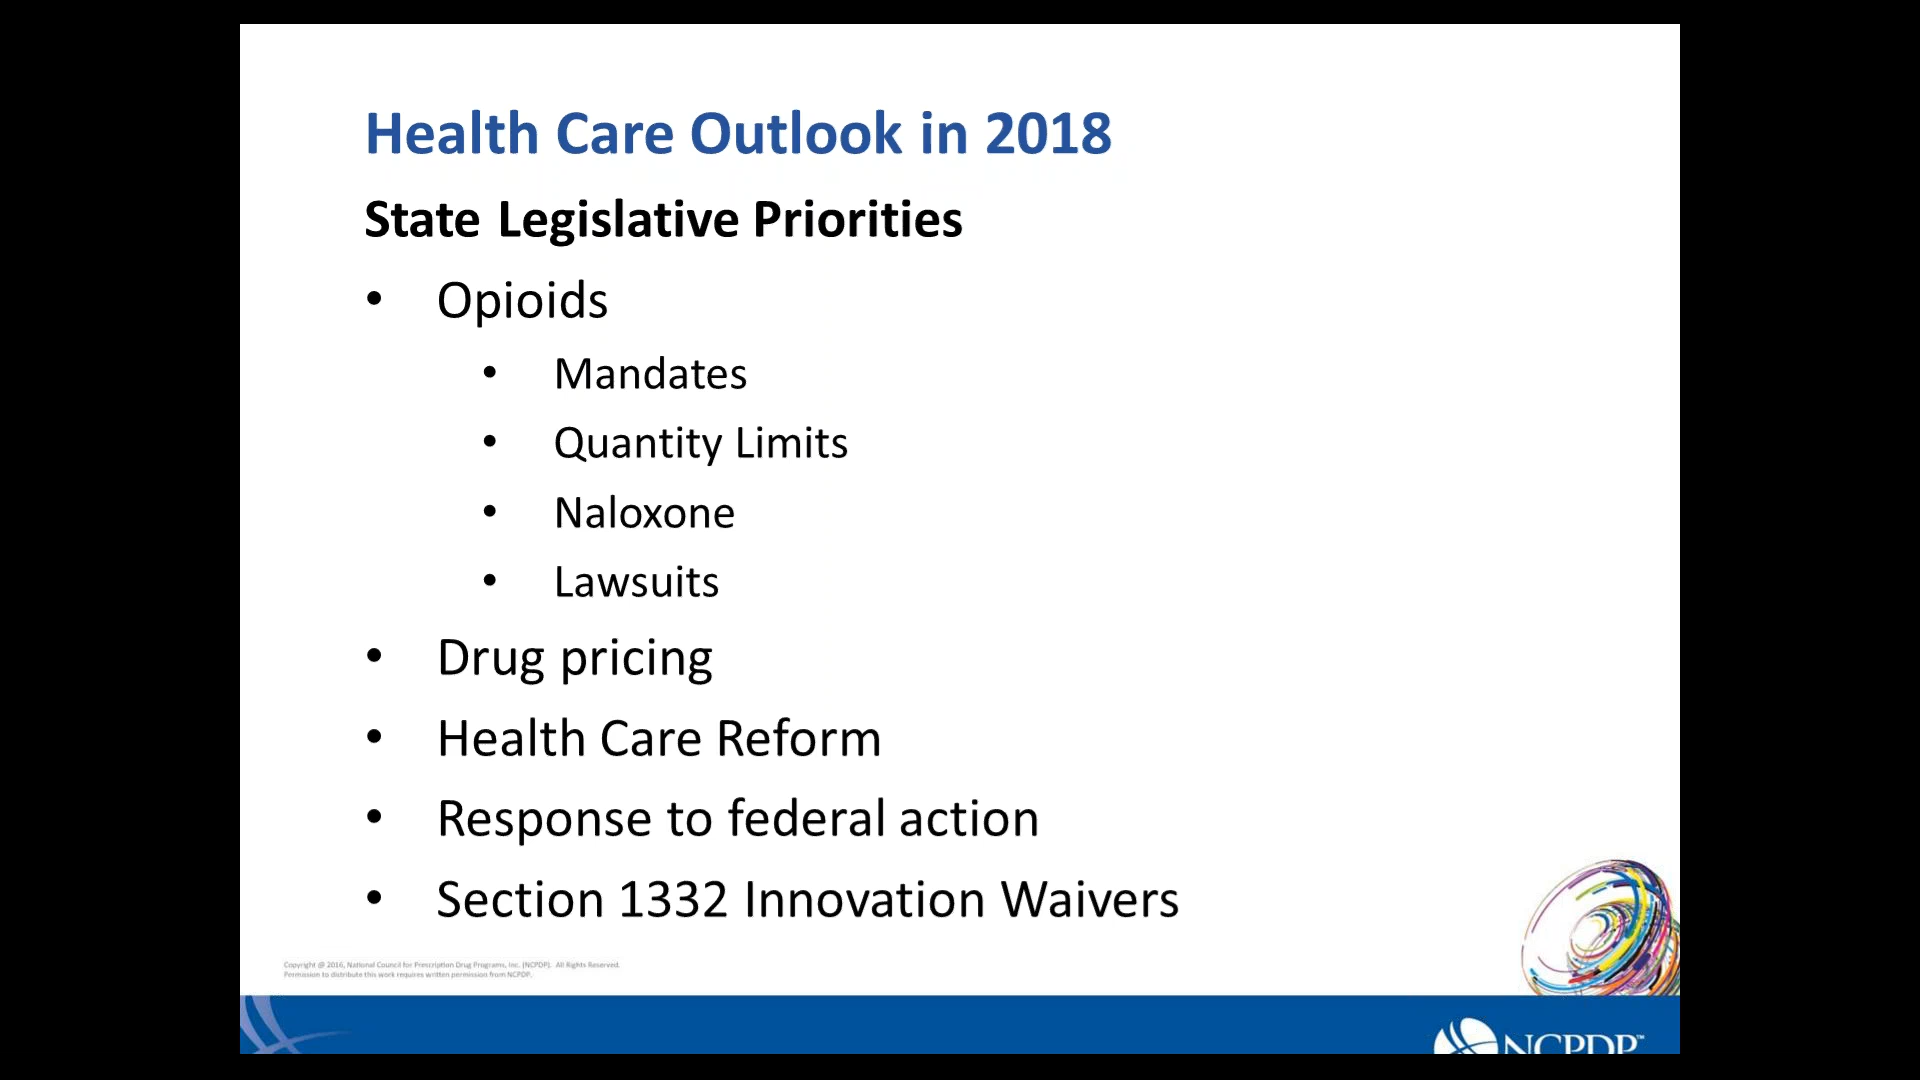 Health Care Outlook in 2018
State Legislative Priorities
• Opioids
• Mandates
• Quantity Limits
• Naloxone
• Lawsuits
• Drug pricing
• Health Care Reform
• Response to federal action
• Section 1332 Innovation Waivers
Copyright @ 2016, National Council for Prescription Drug Programs, Inc. (NCPDP). All Rights Reserved.
Permission to distribute this work requires written permission from NCPDP.
NCPDP™